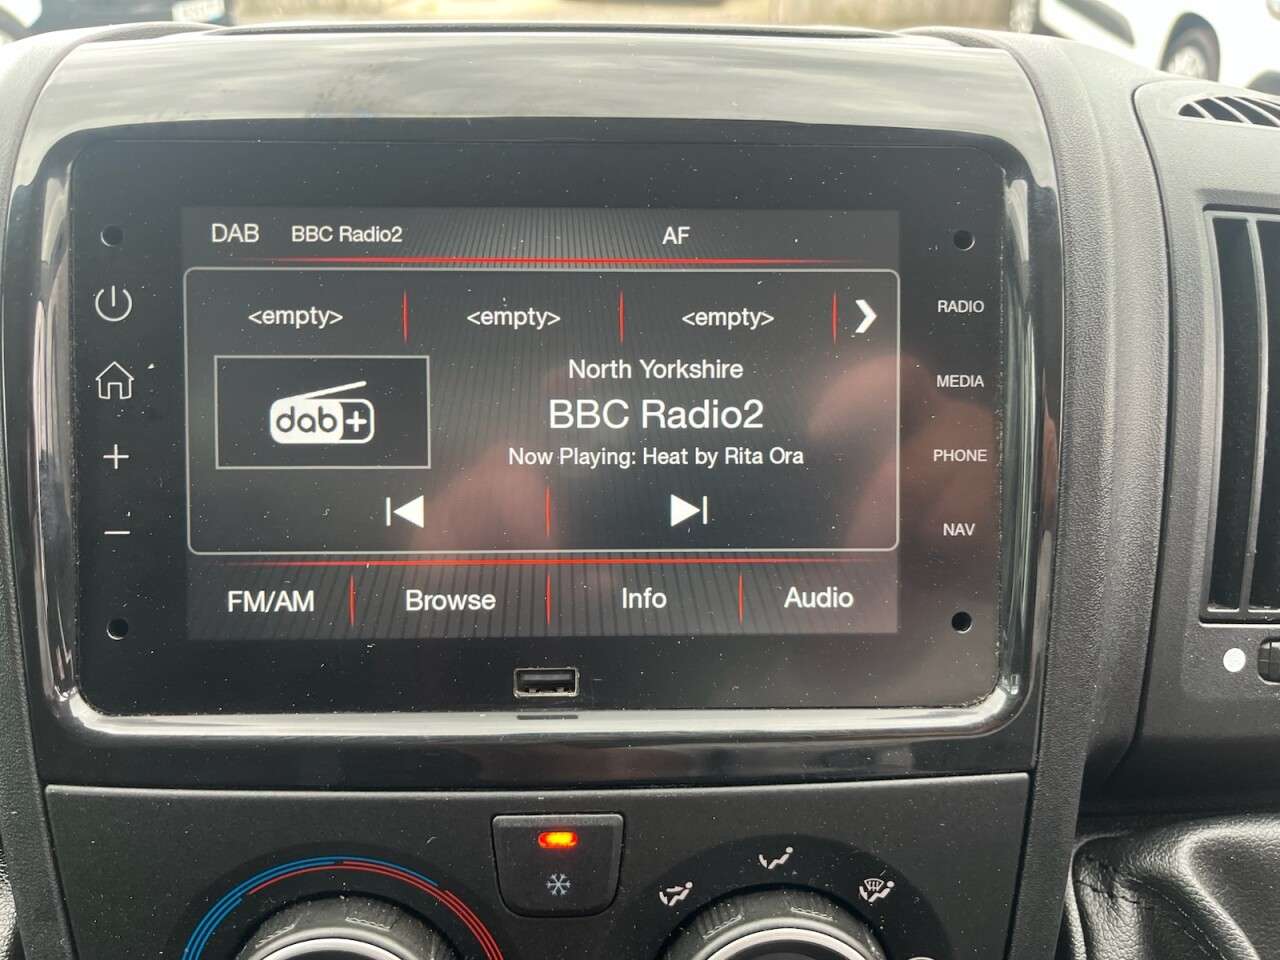 DAB BBC Radio2 AF
<empty> <empty> <empty>
RADIO
North Yorkshire
MEDIA
dab+
BBC Radio2
Now Playing: Heat by Rita Ora
PHONE
NAV
FM/AM Browse Info Audio